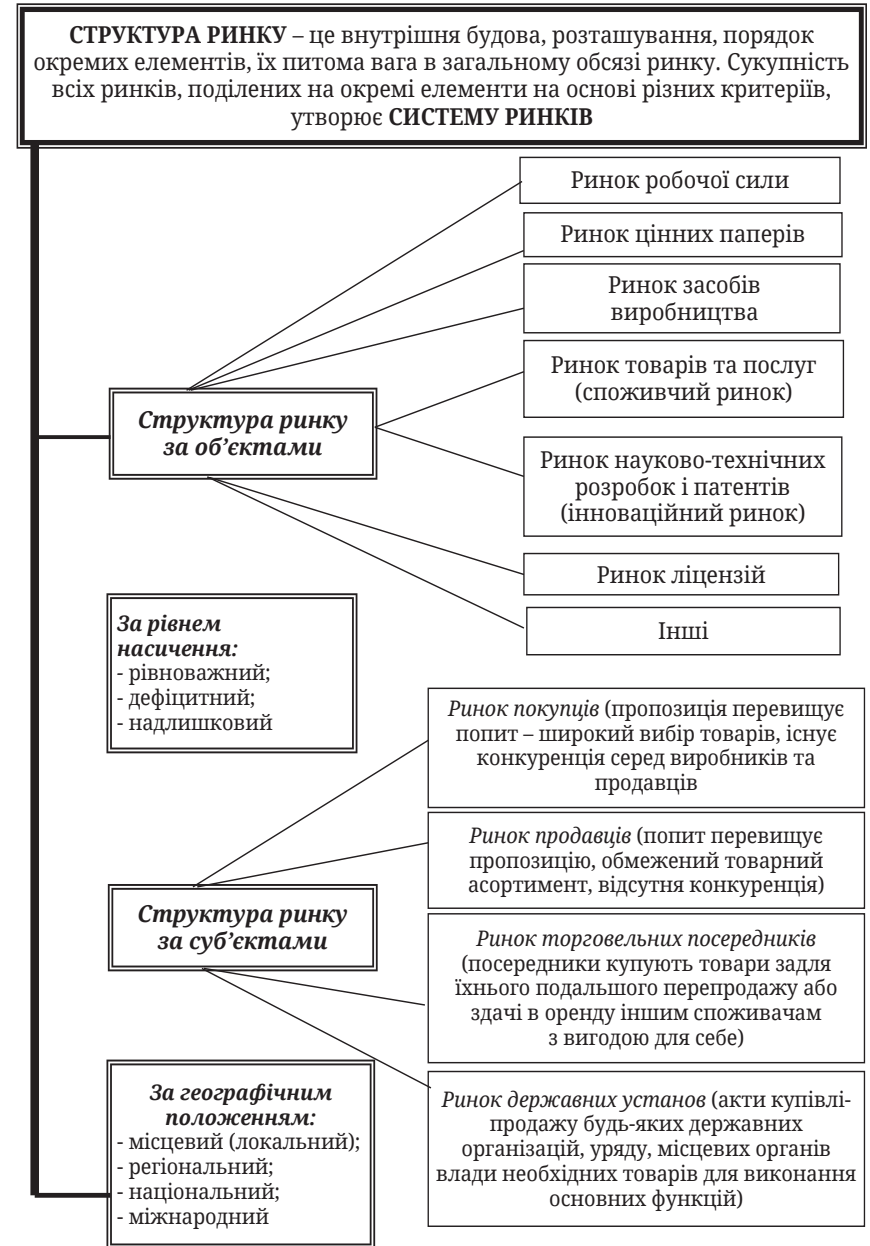 СТРУКТУРА РИНКУ – це внутрішня будова, розташування, порядок
окремих елементів, їх питома вага в загальному обсязі ринку. Сукупність
всіх ринків, поділених на окремі елементи на основі різних критеріїв,
утворює СИСТЕМУ РИНКІВ
Ринок робочої сили
Ринок цінних паперів
Ринок засобів
виробництва
Ринок товарів та послуг
(споживчий ринок)
Структура ринку
за об’єктами
Ринок науково-технічних
розробок і патентів
(інноваційний ринок)
Ринок ліцензій
Інші
За рівнем
насичення:
- рівноважний;
- дефіцитний;
- надлишковий
Ринок покупців (пропозиція перевищує
попит – широкий вибір товарів, існує
конкуренція серед виробників та
продавців
Ринок продавців (попит перевищує
пропозицію, обмежений товарний
асортимент, відсутня конкуренція)
Структура ринку
за суб’єктами
Ринок торговельних посередників
(посередники купують товари задля
їхнього подальшого перепродажу або
здачі в оренду іншим споживачам
з вигодою для себе)
За географічним
положенням:
- місцевий (локальний);
- регіональний;
- національний;
- міжнародний
Ринок державних установ (акти купівлі-
продажу будь-яких державних
організацій, уряду, місцевих органів
влади необхідних товарів для виконання
основних функцій)